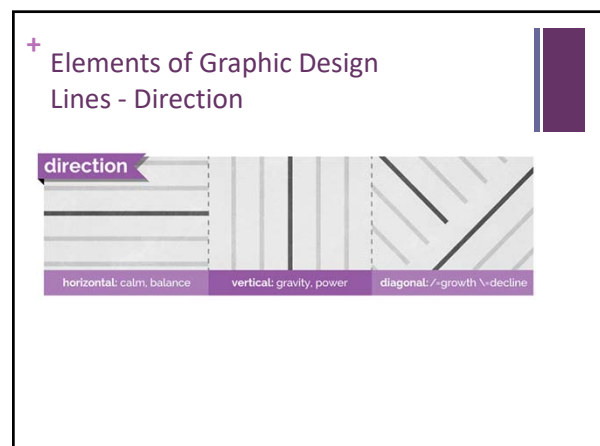 +
Elements of Graphic Design
Lines - Direction
direction
horizontal: calm, balance
vertical: gravity, power
diagonal: /=growth \=decline